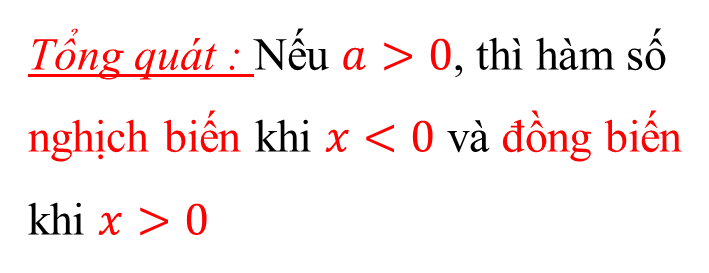 Tổng quát : Nếu 𝑎 > 0, thì hàm số
nghịch biến khi 𝑥 < 0 và đồng biến
khi 𝑥 > 0